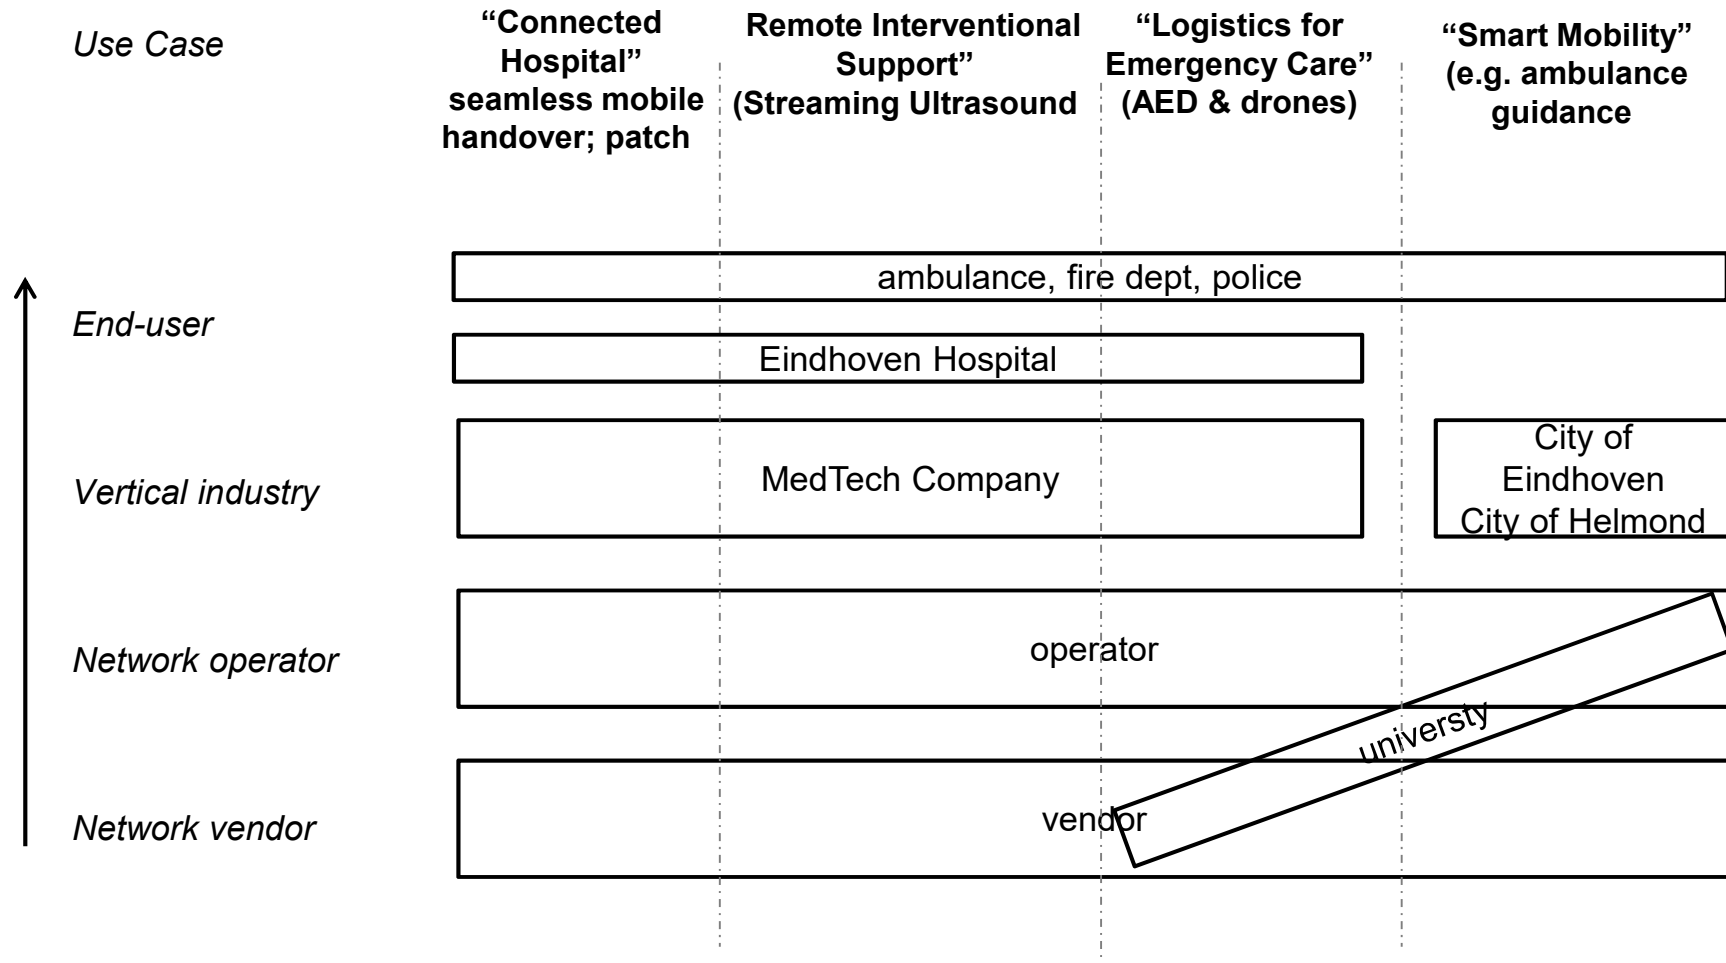 Use Case
“Connected
Hospital”
seamless mobile
handover; patch
Remote Interventional
Support”
(Streaming Ultrasound
“Logistics for
Emergency Care”
(AED & drones)
“Smart Mobility”
(e.g. ambulance
guidance
ambulance, fire dept, police
End-user
Eindhoven Hospital
Vertical industry
MedTech Company
City of
Eindhoven
City of Helmond
Network operator
operator
universty
Network vendor
vendor